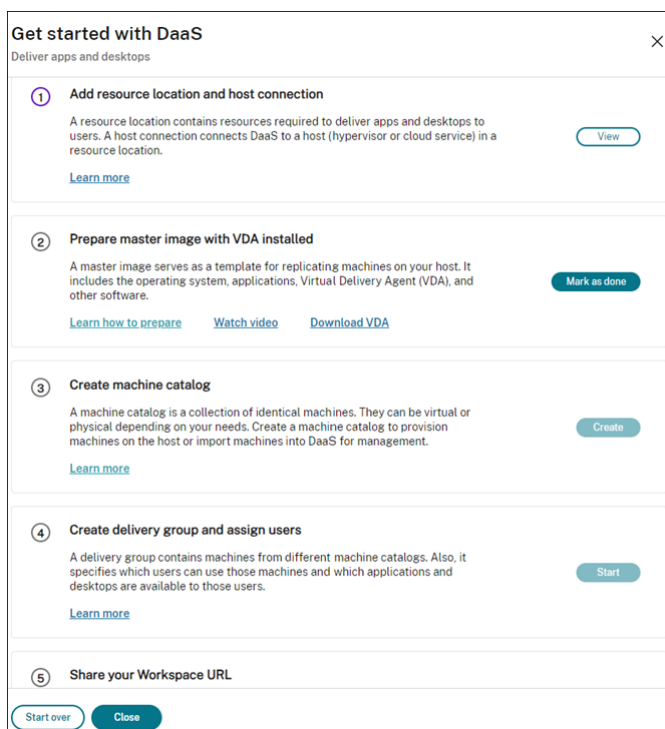 Get started with DaaS
Deliver apps and desktops
1
Add resource location and host connection
A resource location contains resources required to deliver apps and desktops to
users. A host connection connects DaaS to a host (hypervisor or cloud service) in a
resource location.
View
Learn more
2
Prepare master image with VDA installed
A master image serves as a template for replicating machines on your host. It
includes the operating system, applications, Virtual Delivery Agent (VDA), and
other software.
Mark as done
Learn how to prepare Watch video Download VDA
3
Create machine catalog
A machine catalog is a collection of identical machines. They can be virtual or
physical depending on your needs. Create a machine catalog to provision
machines on the host or import machines into DaaS for management.
Create
Learn more
4
Create delivery group and assign users
A delivery group contains machines from different machine catalogs. Also, it
specifies which users can use those machines and which applications and
desktops are available to those users.
Start
Learn more
5
Share your Workspace URL
Start over Close